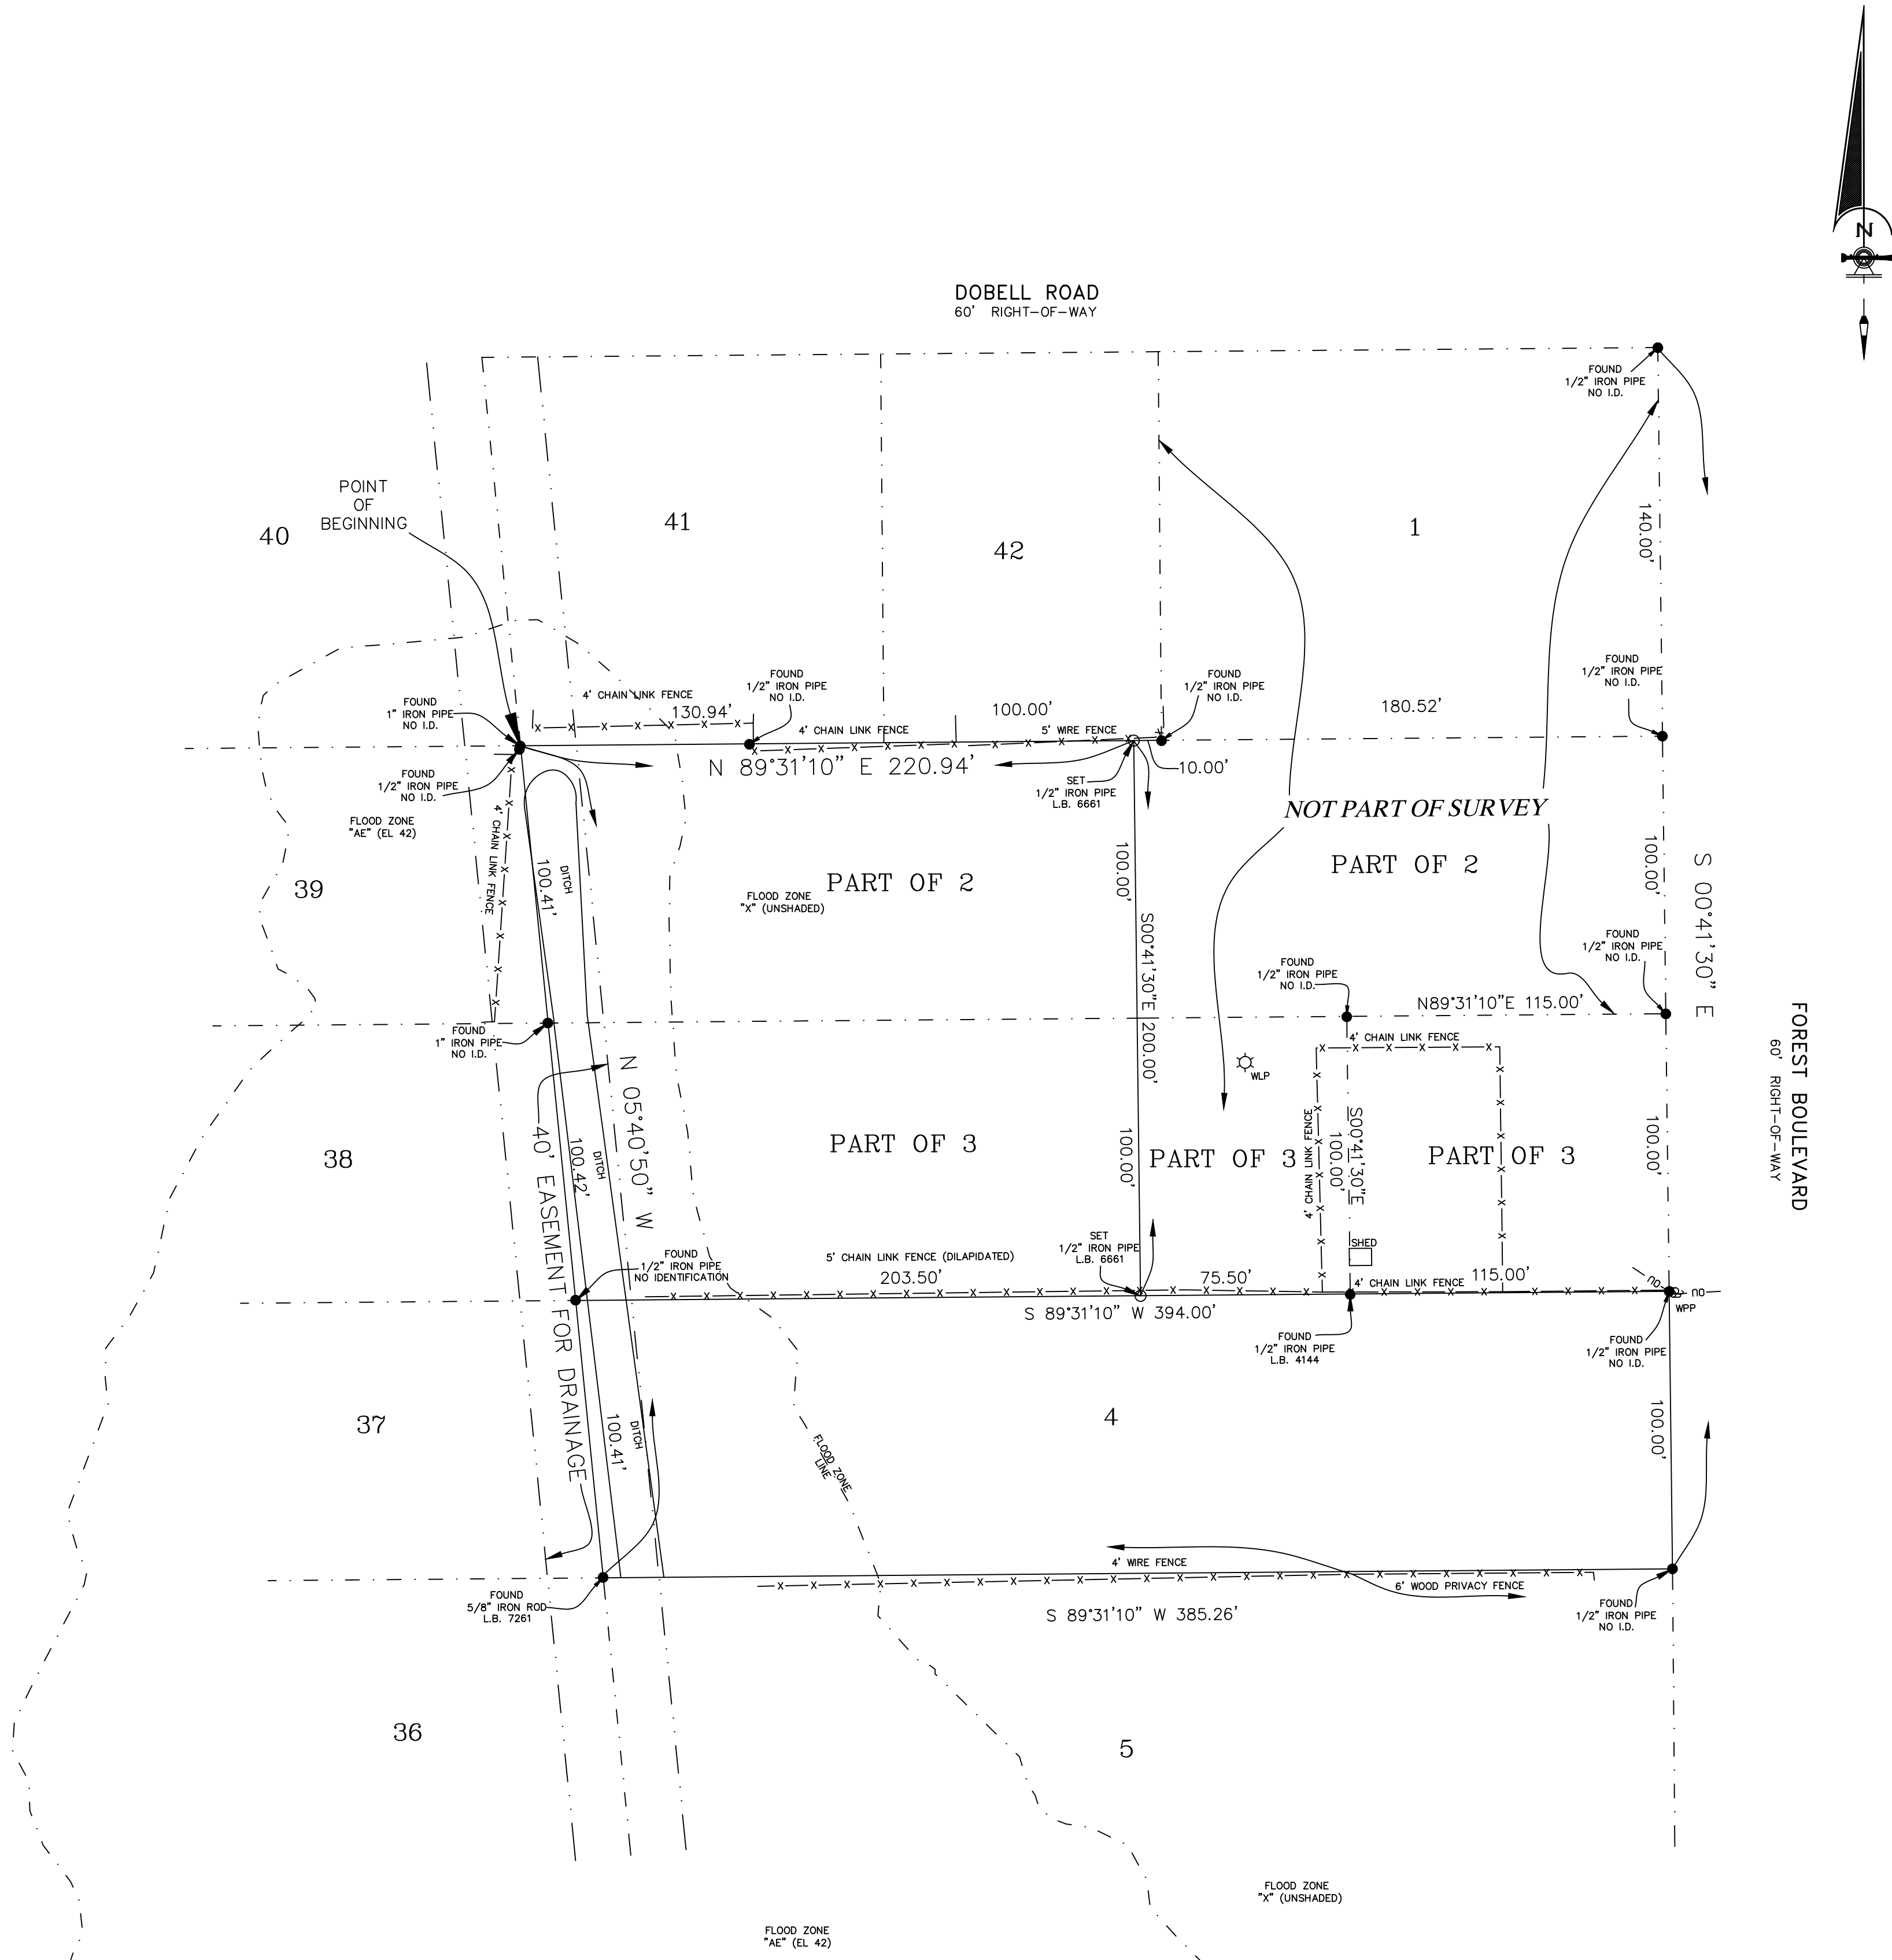 N
DOBELL ROAD
60' RIGHT-OF-WAY
FOUND
1/2" IRON PIPE
NO I.D.
POINT
OF
BEGINNING
40
41
42
1
140.00'
FOUND
1" IRON PIPE
NO I.D.
4' CHAIN LINK FENCE
130.94'
FOUND
1/2" IRON PIPE
NO I.D.
4' CHAIN LINK FENCE
100.00'
5' WIRE FENCE
FOUND
1/2" IRON PIPE
NO I.D.
180.52'
FOUND
1/2" IRON PIPE
NO I.D.
N 89°31'10" E 220.94'
10.00'
FOUND
1/2" IRON PIPE
NO I.D.
SET
1/2" IRON PIPE
L.B. 6661
NOT PART OF SURVEY
FLOOD ZONE
"AE" (EL 42)
4' CHAIN LINK FENCE
39
100.41'
DITCH
FLOOD ZONE
"X" (UNSHADED)
PART OF 2
100.00'
S00°41'30"E 200.00'
PART OF 2
100.00'
S 00°41'30" E
FOUND
1/2" IRON PIPE
NO I.D.
FOUND
1/2" IRON PIPE
NO I.D.
N89°31'10"E 115.00'
FOREST BOULEVARD
60' RIGHT-OF-WAY
FOUND
1" IRON PIPE
NO I.D.
4' CHAIN LINK FENCE
WLP
38
40' EASEMENT FOR DRAINAGE
100.42'
DITCH
N 05°40'50" W
PART OF 3
100.00'
PART OF 3
4' CHAIN LINK FENCE
S00°41'30"E
100.00'
PART OF 3
100.00'
SHED
FOUND
1/2" IRON PIPE
NO IDENTIFICATION
5' CHAIN LINK FENCE (DILAPIDATED)
203.50'
SET
1/2" IRON PIPE
L.B. 6661
75.50'
4' CHAIN LINK FENCE
115.00'
OU
OU
WPP
S 89°31'10" W 394.00'
FOUND
1/2" IRON PIPE
L.B. 4144
FOUND
1/2" IRON PIPE
NO I.D.
37
100.41'
DITCH
FLOOD ZONE
LINE
4
100.00'
4' WIRE FENCE
6' WOOD PRIVACY FENCE
FOUND
5/8" IRON ROD
L.B. 7261
S 89°31'10" W 385.26'
FOUND
1/2" IRON PIPE
NO I.D.
36
5
FLOOD ZONE
"X" (UNSHADED)
FLOOD ZONE
"AE" (EL 42)